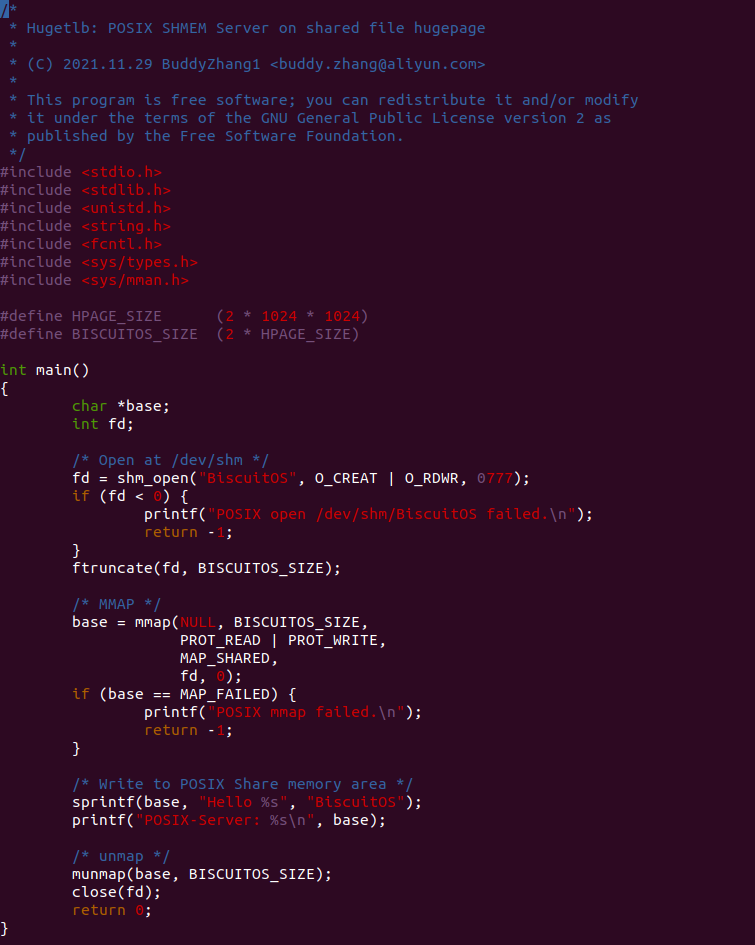 /*
 * Hugetlb: POSIX SHMEM Server on shared file hugepage
 *
 * (C) 2021.11.29 BuddyZhang1 <buddy.zhang@aliyun.com>
 *
 * This program is free software; you can redistribute it and/or modify
 * it under the terms of the GNU General Public License version 2 as
 * published by the Free Software Foundation.
 */
#include <stdio.h>
#include <stdlib.h>
#include <unistd.h>
#include <string.h>
#include <fcntl.h>
#include <sys/types.h>
#include <sys/mman.h>

#define HPAGE_SIZE      (2 * 1024 * 1024)
#define BISCUITOS_SIZE  (2 * HPAGE_SIZE)

int main()
{
        char *base;
        int fd;

        /* Open at /dev/shm */
        fd = shm_open("BiscuitOS", O_CREAT | O_RDWR, 0777);
        if (fd < 0) {
                printf("POSIX open /dev/shm/BiscuitOS failed.\n");
                return -1;
        }
        ftruncate(fd, BISCUITOS_SIZE);

        /* MMAP */
        base = mmap(NULL, BISCUITOS_SIZE,
                    PROT_READ | PROT_WRITE,
                    MAP_SHARED,
                    fd, 0);
        if (base == MAP_FAILED) {
                printf("POSIX mmap failed.\n");
                return -1;
        }

        /* Write to POSIX Share memory area */
        sprintf(base, "Hello %s", "BiscuitOS");
        printf("POSIX-Server: %s\n", base);

        /* unmap */
        munmap(base, BISCUITOS_SIZE);
        close(fd);
        return 0;
}